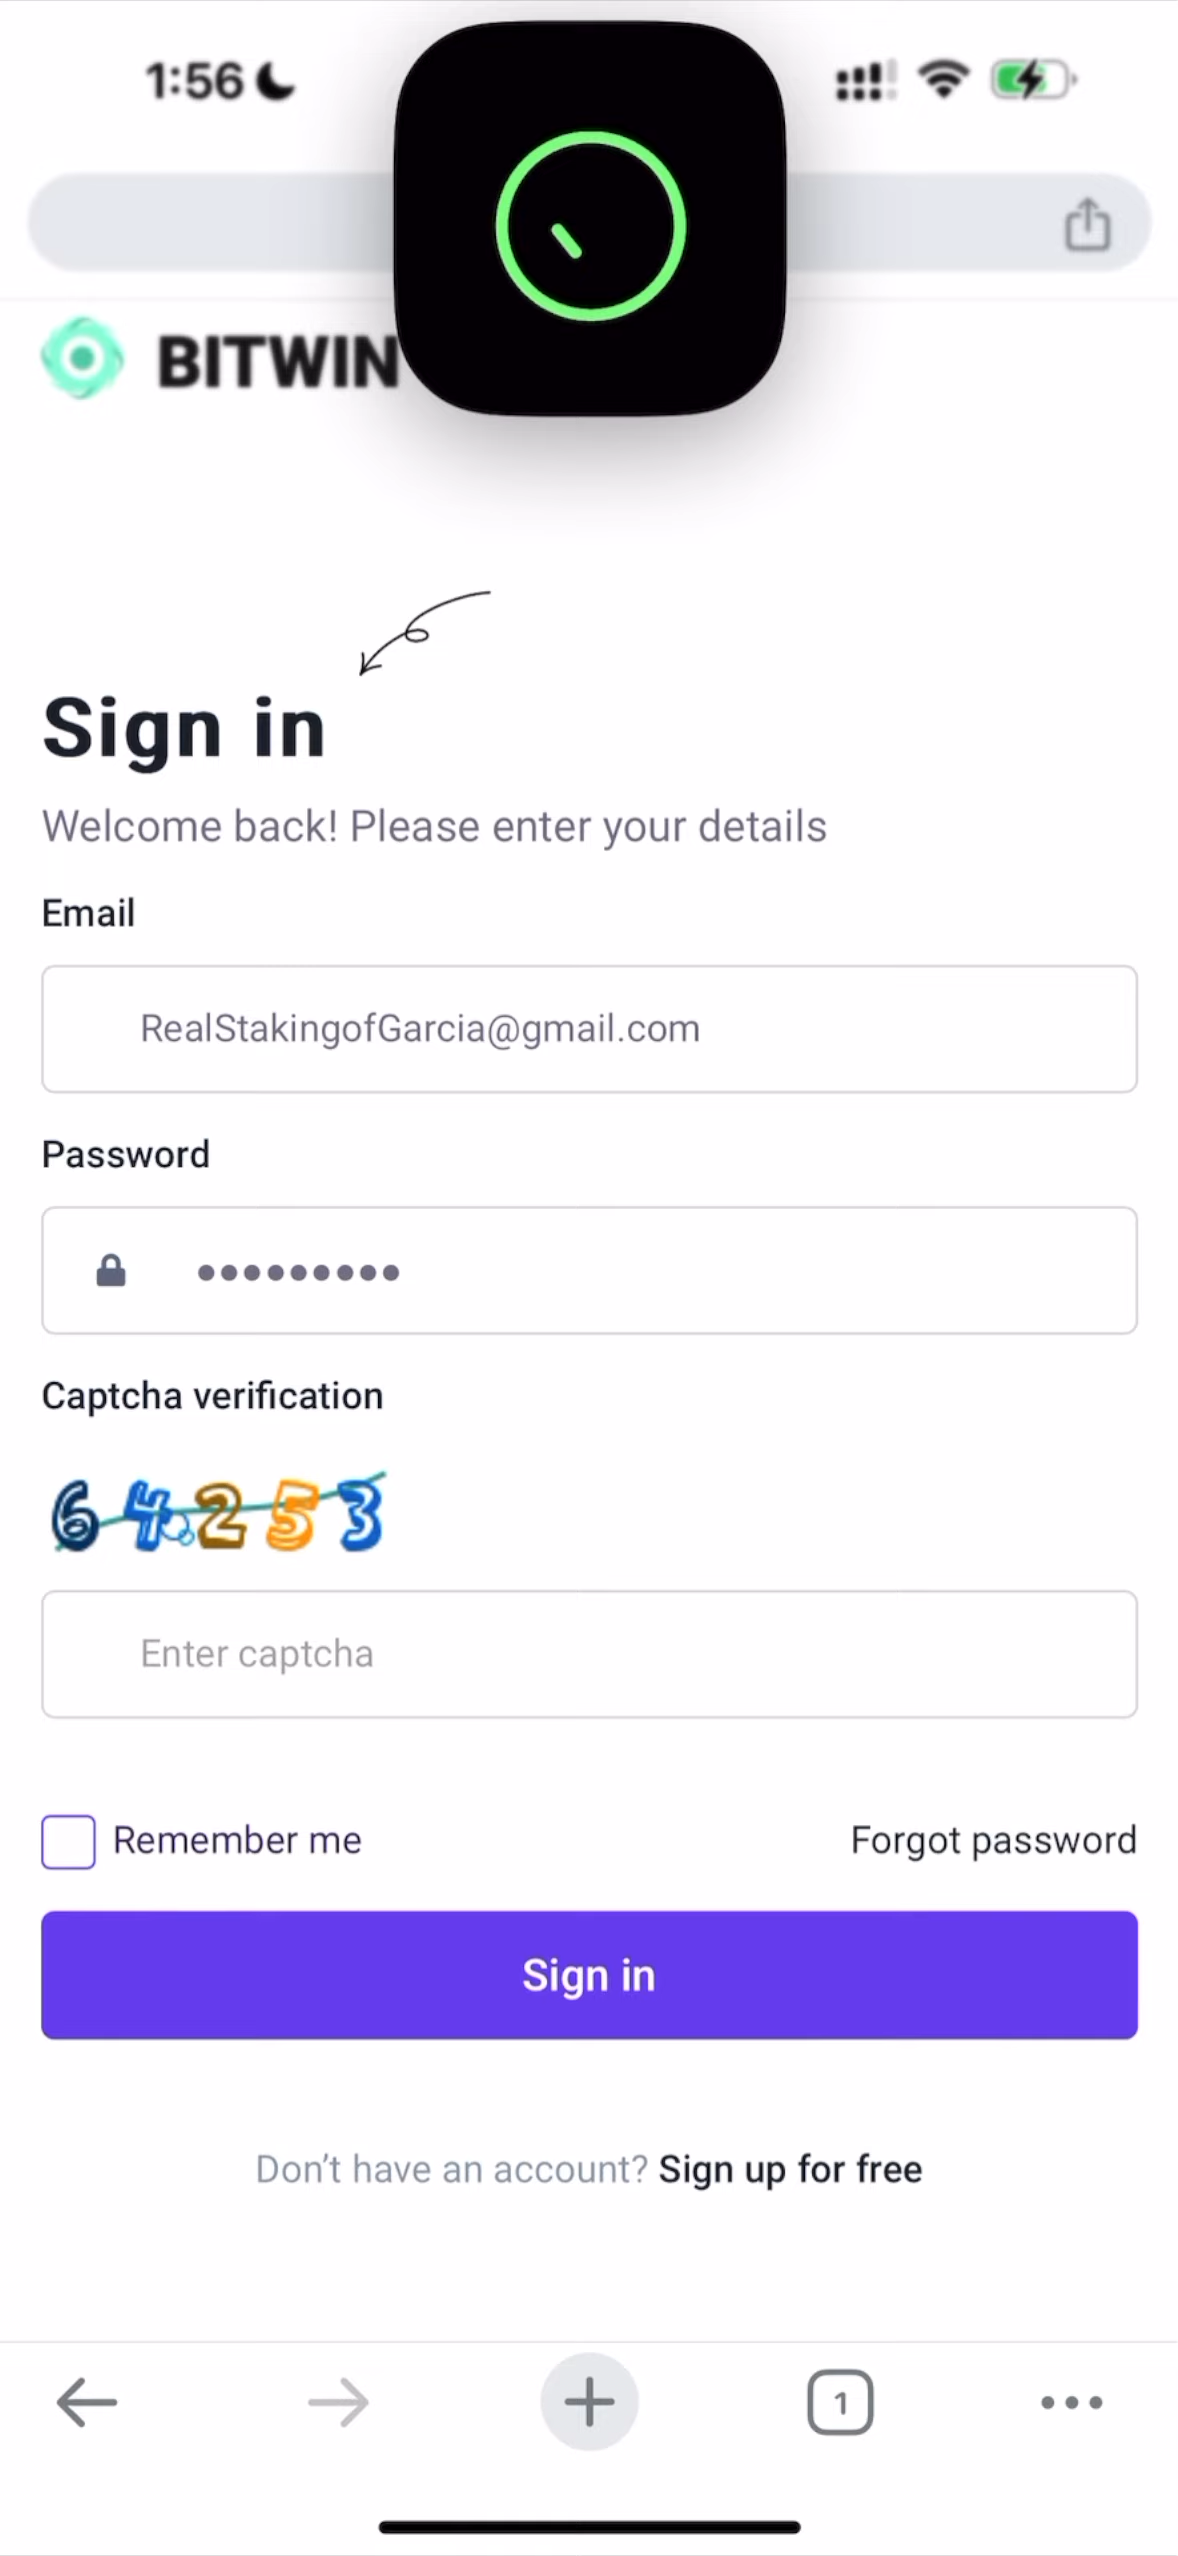 1:56
BITWIN
Sign in
Welcome back! Please enter your details
Email
RealStakingofGarcia@gmail.com
Password
•••••••••
Captcha verification
64253
Enter captcha
Remember me
Forgot password
Sign in
Don’t have an account? Sign up for free
1